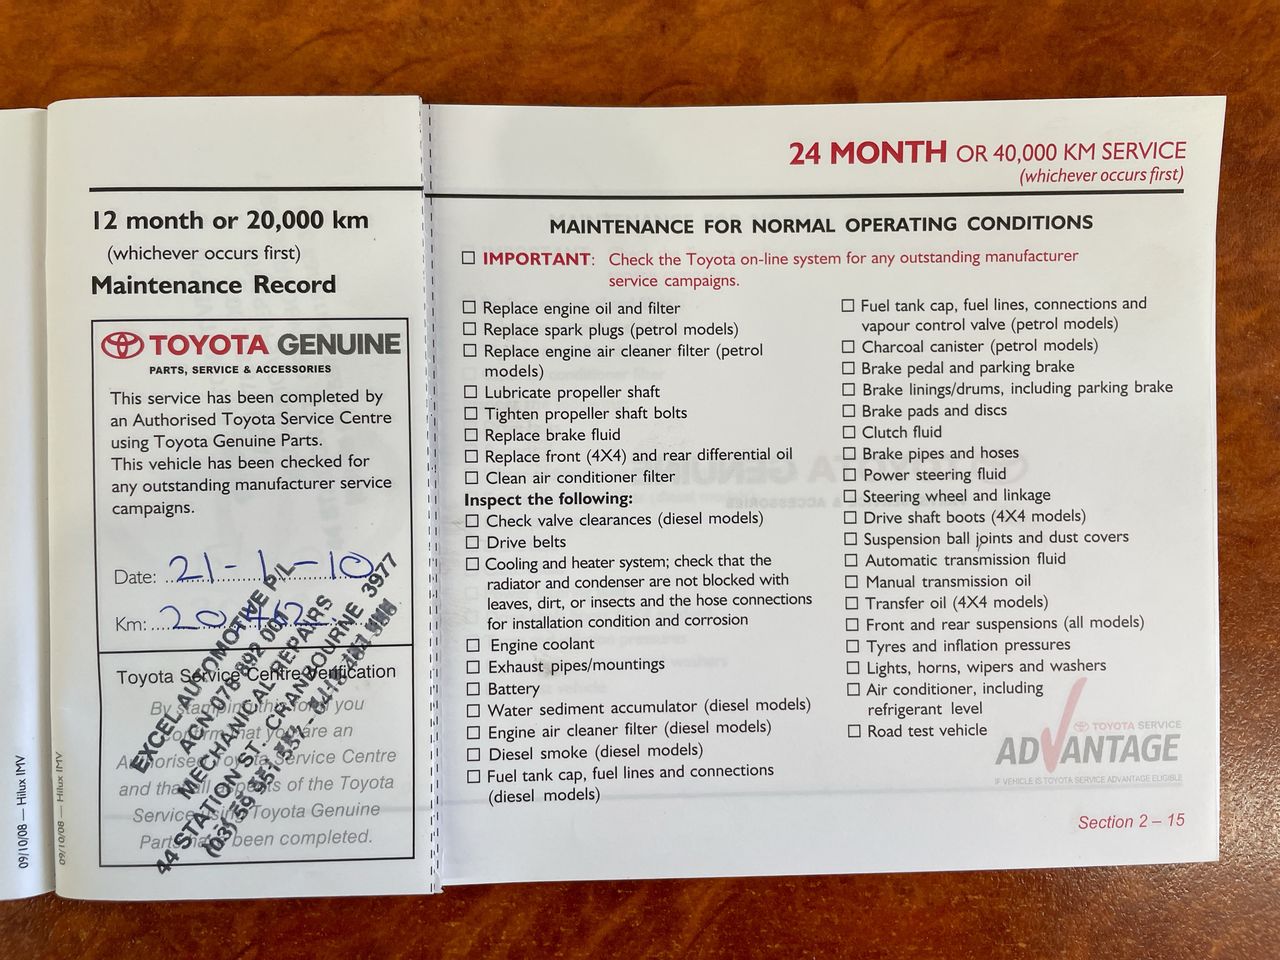 12 month or 20,000 km
(whichever occurs first)
Maintenance Record
TOYOTA GENUINE
PARTS, SERVICE & ACCESSORIES
This service has been completed by
an Authorised Toyota Service Centre
using Toyota Genuine Parts.
This vehicle has been checked for
any outstanding manufacturer service
campaigns.
Date: 21-1-10
Km: 20,412
Toyota Service Centre Verification
By stamping this form you
confirm that you are an
Authorised Toyota Service Centre
and that all aspects of the Toyota
Service using Toyota Genuine
Parts have been completed.
EXCEL AUTOMOTIVE P/L
ACN 078 892 001
MECHANICAL REPAIRS
44 STATION ST. CRANBOURNE 3977
09/10/08 — Hilux IMV
09/10/08 — Hilux IMV
24 MONTH OR 40,000 KM SERVICE
(whichever occurs first)
MAINTENANCE FOR NORMAL OPERATING CONDITIONS
☐ IMPORTANT: Check the Toyota on-line system for any outstanding manufacturer
service campaigns.
☐ Replace engine oil and filter
☐ Replace spark plugs (petrol models)
☐ Replace engine air cleaner filter (petrol
models)
☐ Lubricate propeller shaft
☐ Tighten propeller shaft bolts
☐ Replace brake fluid
☐ Replace front (4X4) and rear differential oil
☐ Clean air conditioner filter
Inspect the following:
☐ Check valve clearances (diesel models)
☐ Drive belts
☐ Cooling and heater system; check that the
radiator and condenser are not blocked with
leaves, dirt, or insects and the hose connections
for installation condition and corrosion
☐ Engine coolant
☐ Exhaust pipes/mountings
☐ Battery
☐ Water sediment accumulator (diesel models)
☐ Engine air cleaner filter (diesel models)
☐ Diesel smoke (diesel models)
☐ Fuel tank cap, fuel lines and connections
(diesel models)
☐ Fuel tank cap, fuel lines, connections and
vapour control valve (petrol models)
☐ Charcoal canister (petrol models)
☐ Brake pedal and parking brake
☐ Brake linings/drums, including parking brake
☐ Brake pads and discs
☐ Clutch fluid
☐ Brake pipes and hoses
☐ Power steering fluid
☐ Steering wheel and linkage
☐ Drive shaft boots (4X4 models)
☐ Suspension ball joints and dust covers
☐ Automatic transmission fluid
☐ Manual transmission oil
☐ Transfer oil (4X4 models)
☐ Front and rear suspensions (all models)
☐ Tyres and inflation pressures
☐ Lights, horns, wipers and washers
☐ Air conditioner, including
refrigerant level
☐ Road test vehicle
TOYOTA SERVICE
ADVANTAGE
IF VEHICLE IS TOYOTA SERVICE ADVANTAGE ELIGIBLE
Section 2 – 15